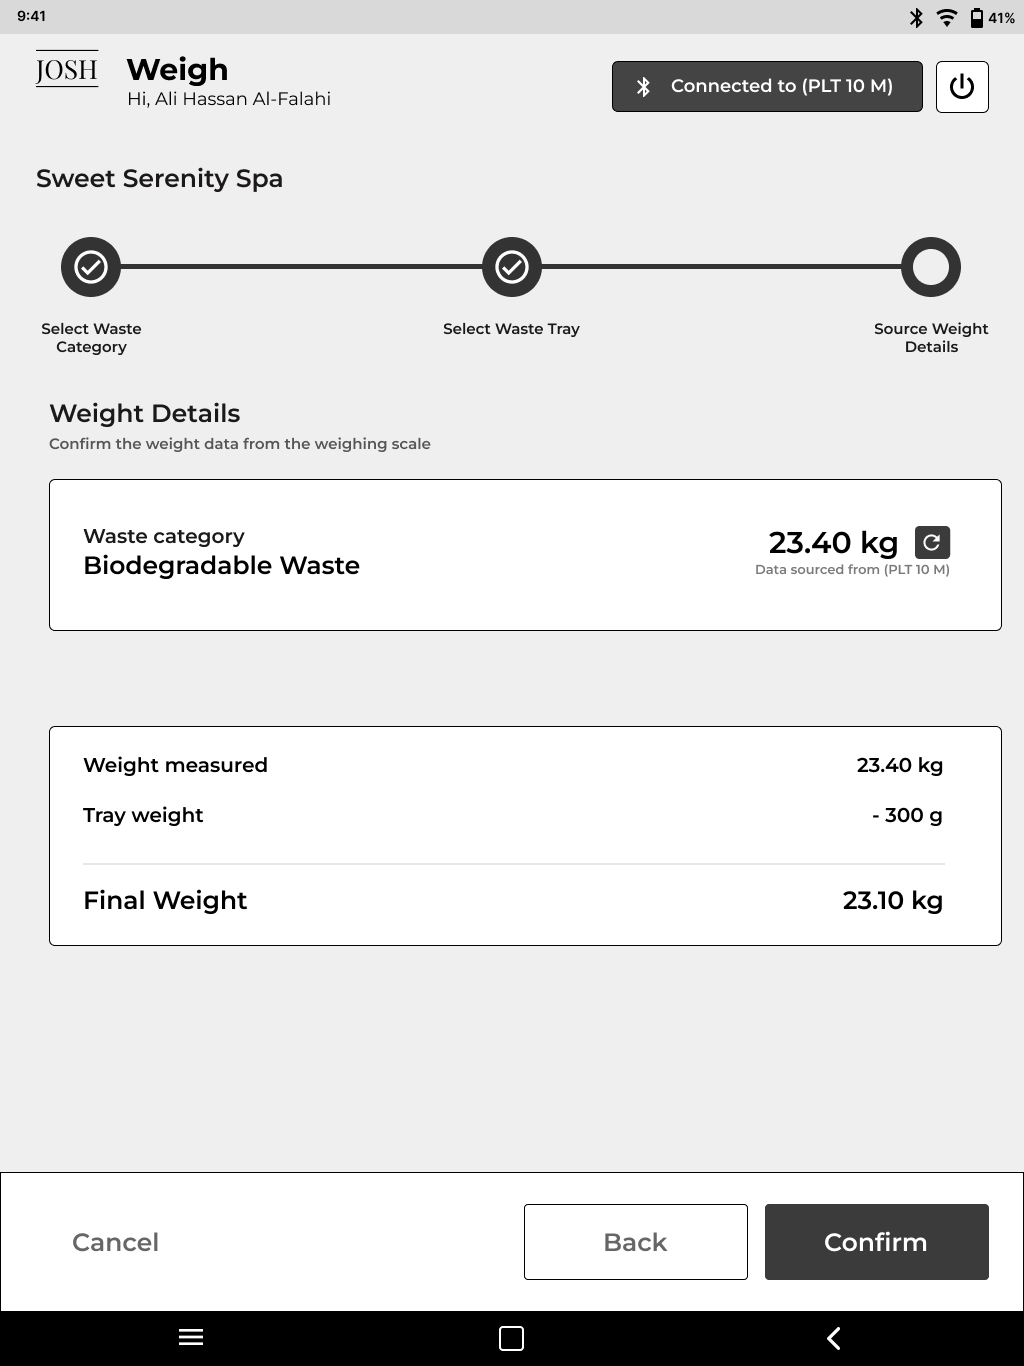 9:41
41%
JOSH
Weigh
Hi, Ali Hassan Al-Falahi
Connected to (PLT 10 M)
Sweet Serenity Spa
Select Waste
Category
Select Waste Tray
Source Weight
Details
Weight Details
Confirm the weight data from the weighing scale
Waste category
Biodegradable Waste
23.40 kg
Data sourced from (PLT 10 M)
Weight measured
23.40 kg
Tray weight
- 300 g
Final Weight
23.10 kg
Cancel
Back
Confirm